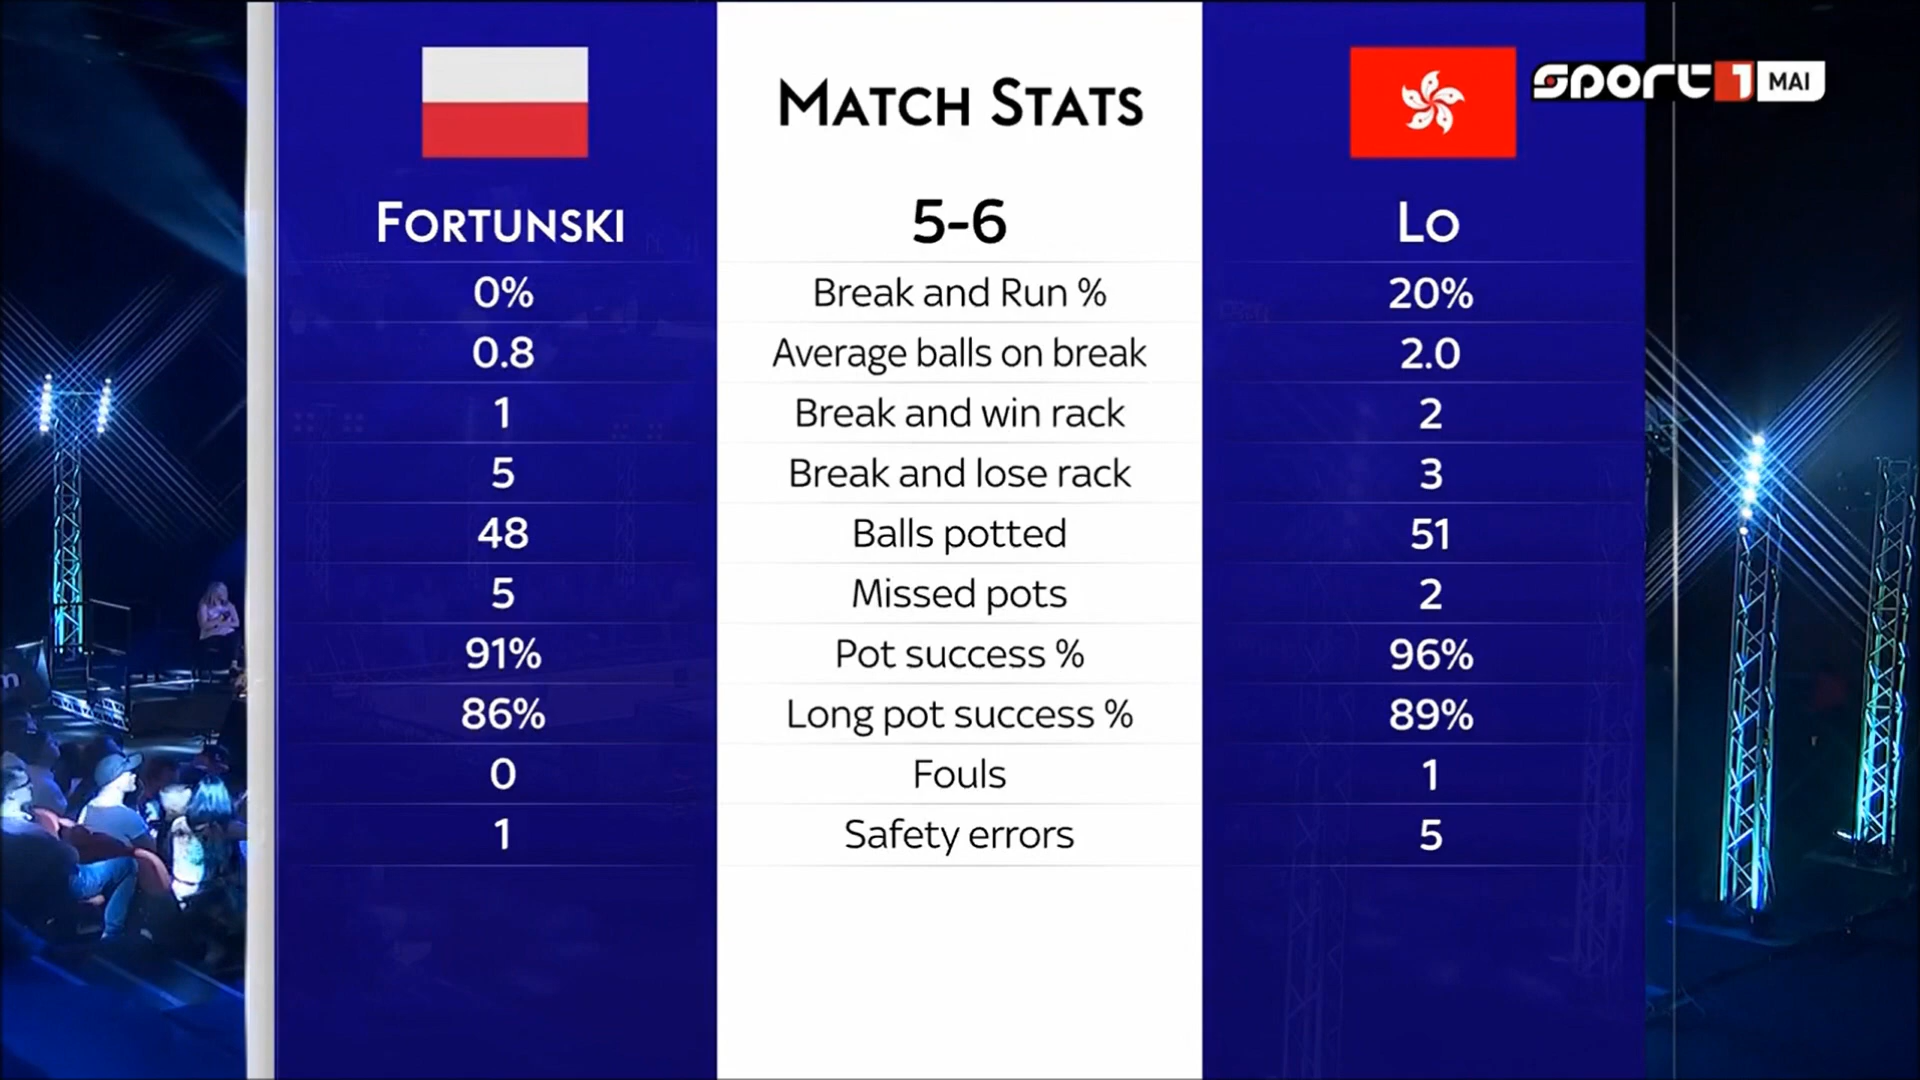 MATCH STATS
sport1 MAI
FORTUNSKI 5-6 LO
0% Break and Run % 20%
0.8 Average balls on break 2.0
1 Break and win rack 2
5 Break and lose rack 3
48 Balls potted 51
5 Missed pots 2
91% Pot success % 96%
86% Long pot success % 89%
0 Fouls 1
1 Safety errors 5